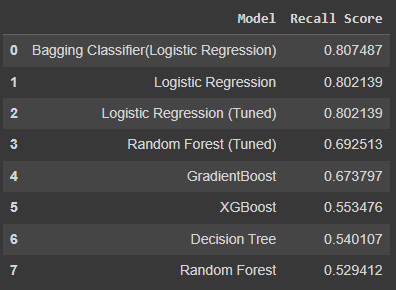 Model Recall Score
0 Bagging Classifier(Logistic Regression) 0.807487
1 Logistic Regression 0.802139
2 Logistic Regression (Tuned) 0.802139
3 Random Forest (Tuned) 0.692513
4 GradientBoost 0.673797
5 XGBoost 0.553476
6 Decision Tree 0.540107
7 Random Forest 0.529412